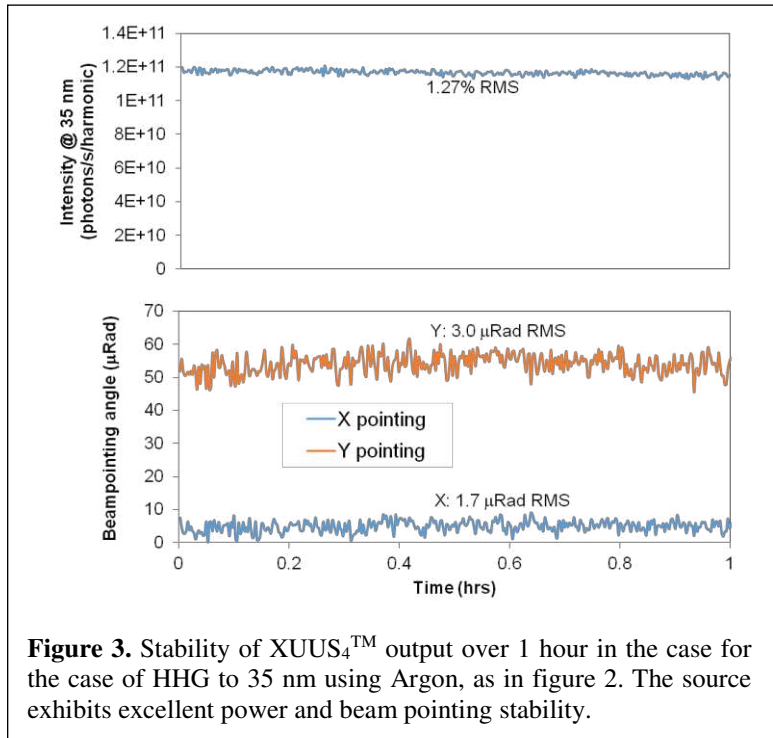 1.4E+11
1.2E+11
1E+11
8E+10
6E+10
4E+10
2E+10
0
Intensity @ 35 nm
(photons/s/harmonic)
1.27% RMS
70
60
50
40
30
20
10
0
Beampointing angle (µRad)
Y: 3.0 µRad RMS
X pointing
Y pointing
X: 1.7 µRad RMS
0 0.2 0.4 0.6 0.8 1
Time (hrs)
Figure 3. Stability of XUUS₄™ output over 1 hour in the case for
the case of HHG to 35 nm using Argon, as in figure 2. The source
exhibits excellent power and beam pointing stability.